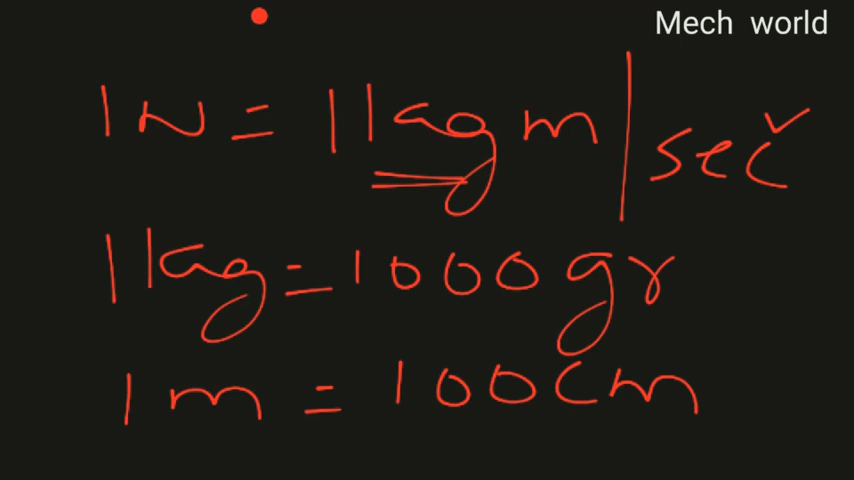 Mech world
1N = 1kg m/sec²
1kg = 1000gr
1m = 100cm